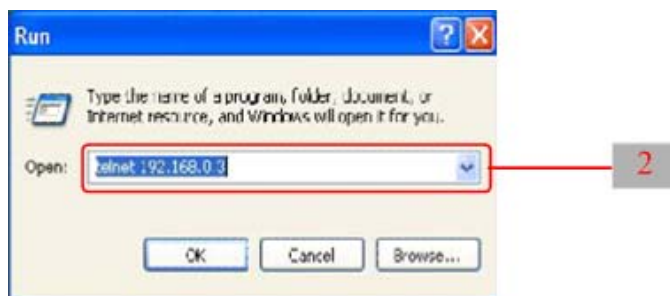 Run
Type the name of a program, folder, document, or
Internet resource, and Windows will open it for you.
Open: telnet 192.168.0.3
2
OK Cancel Browse...